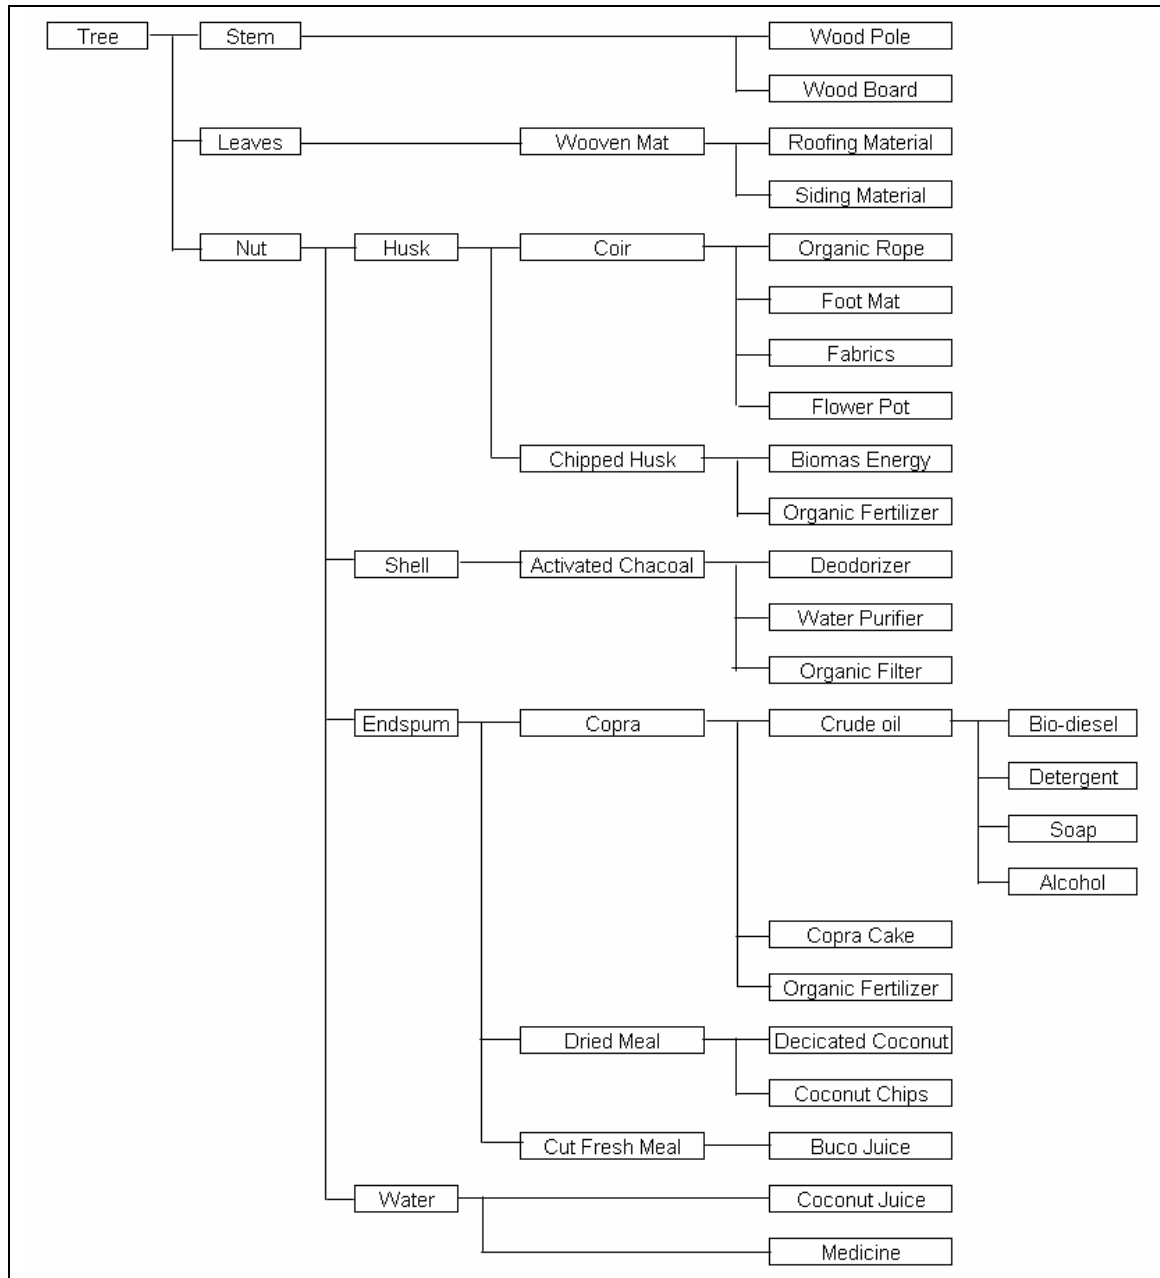 Tree Stem Wood Pole
Wood Board
Leaves Wooven Mat Roofing Material
Siding Material
Nut Husk Coir Organic Rope
Foot Mat
Fabrics
Flower Pot
Chipped Husk Biomas Energy
Organic Fertilizer
Shell Activated Chacoal Deodorizer
Water Purifier
Organic Filter
Endspum Copra Crude oil Bio-diesel
Detergent
Soap
Alcohol
Copra Cake
Organic Fertilizer
Dried Meal Decicated Coconut
Coconut Chips
Cut Fresh Meal Buco Juice
Water Coconut Juice
Medicine